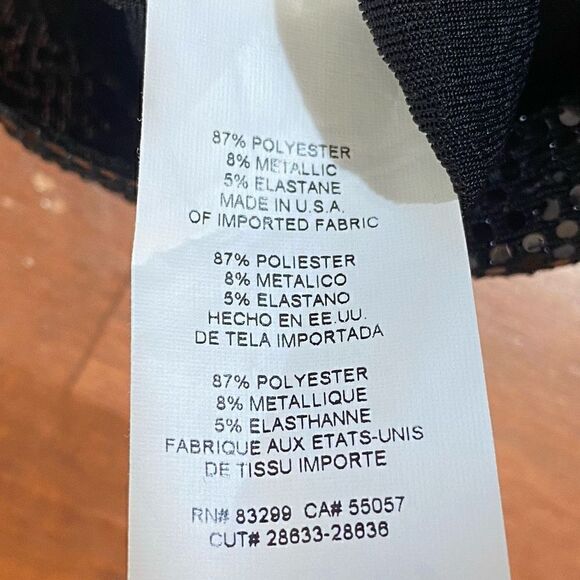 87% POLYESTER
8% METALLIC
5% ELASTANE
MADE IN U.S.A.
OF IMPORTED FABRIC
87% POLIESTER
8% METALICO
5% ELASTANO
HECHO EN EE.UU.
DE TELA IMPORTADA
87% POLYESTER
8% METALLIQUE
5% ELASTHANNE
FABRIQUE AUX ETATS-UNIS
DE TISSU IMPORTE
RN# 83299 CA# 55057
CUT# 28633-28636